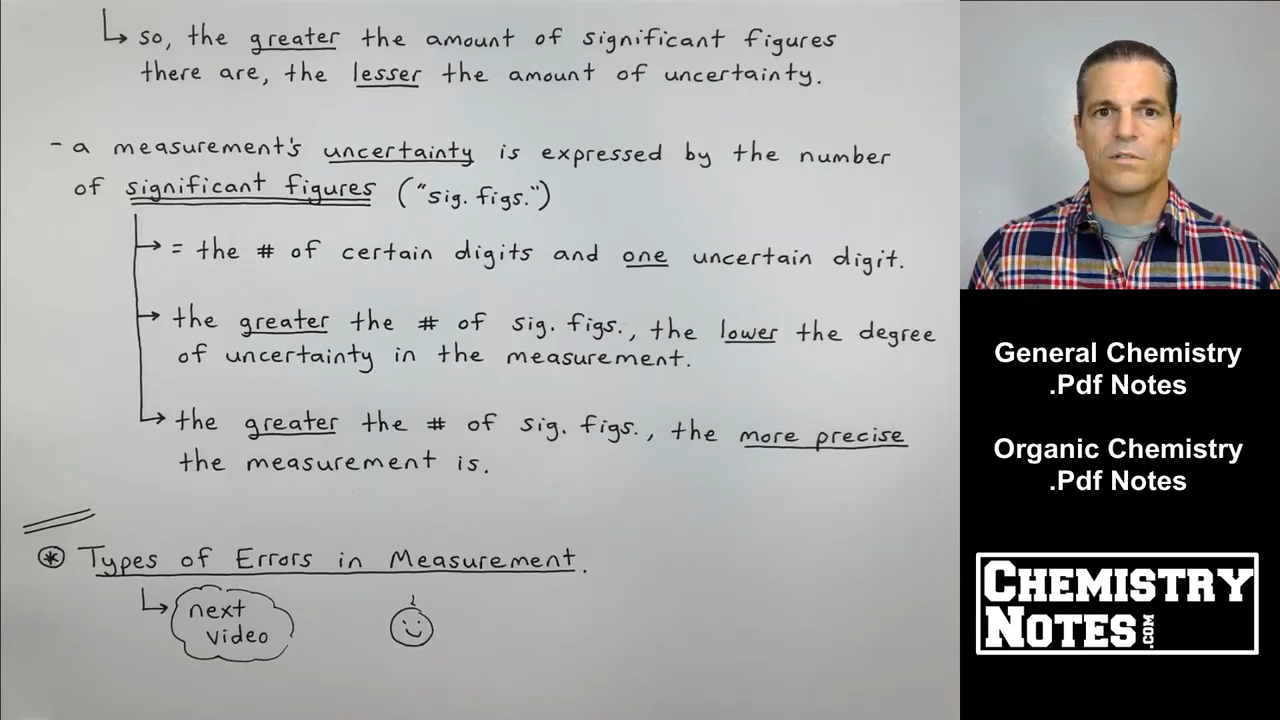 so, the greater the amount of significant figures
there are, the lesser the amount of uncertainty.
- a measurement's uncertainty is expressed by the number
of significant figures ("sig. figs.")
= the # of certain digits and one uncertain digit.
the greater the # of sig. figs., the lower the degree
of uncertainty in the measurement.
the greater the # of sig. figs., the more precise
the measurement is.
* Types of Errors in Measurement.
next
video
General Chemistry
.Pdf Notes
Organic Chemistry
.Pdf Notes
CHEMISTRY
NOTES.COM